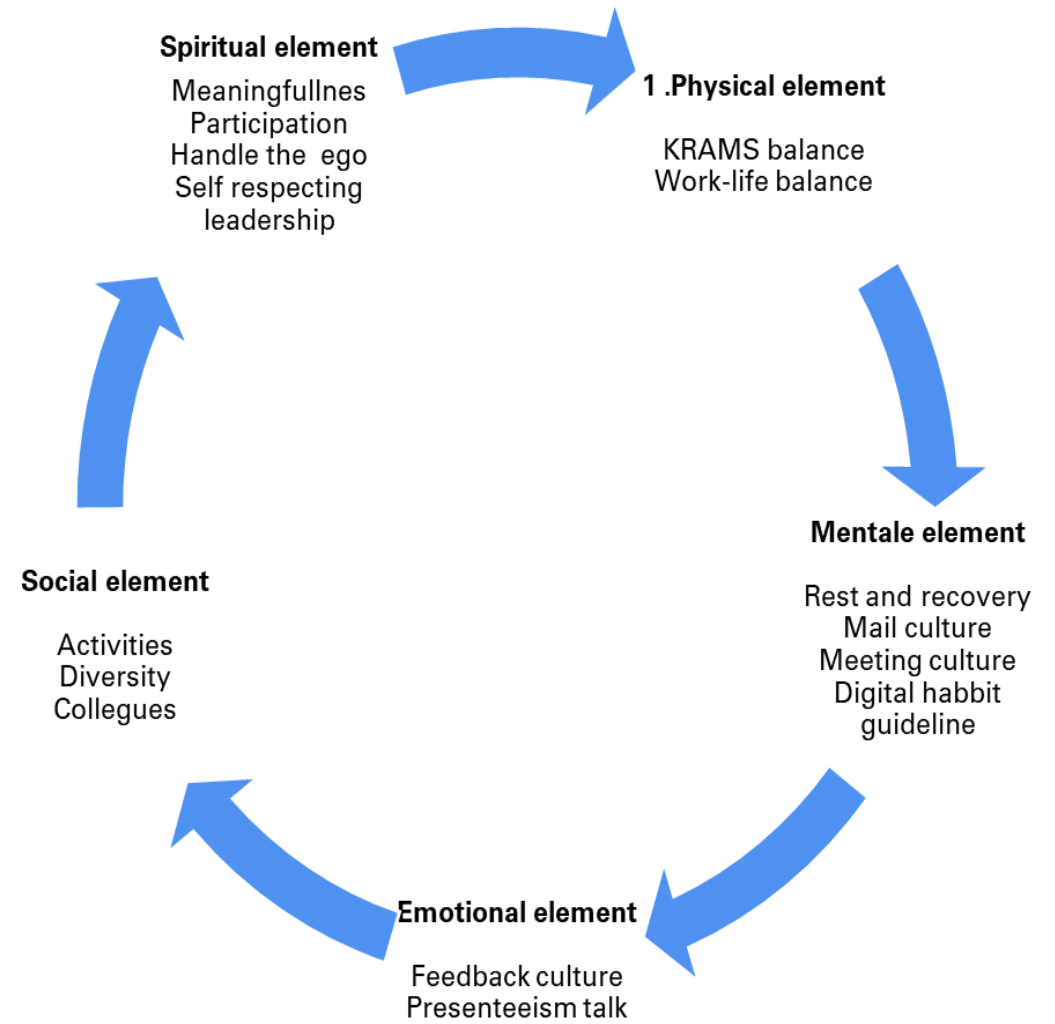 Spiritual element
Meaningfullnes
Participation
Handle the ego
Self respecting
leadership
1 .Physical element
KRAMS balance
Work-life balance
Mentale element
Rest and recovery
Mail culture
Meeting culture
Digital habbit
guideline
Emotional element
Feedback culture
Presenteeism talk
Social element
Activities
Diversity
Collegues